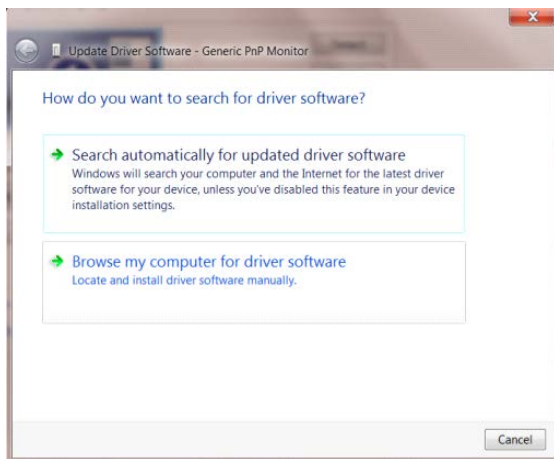 Update Driver Software - Generic PnP Monitor
How do you want to search for driver software?
Search automatically for updated driver software
Windows will search your computer and the Internet for the latest driver
software for your device, unless you've disabled this feature in your device
installation settings.
Browse my computer for driver software
Locate and install driver software manually.
Cancel